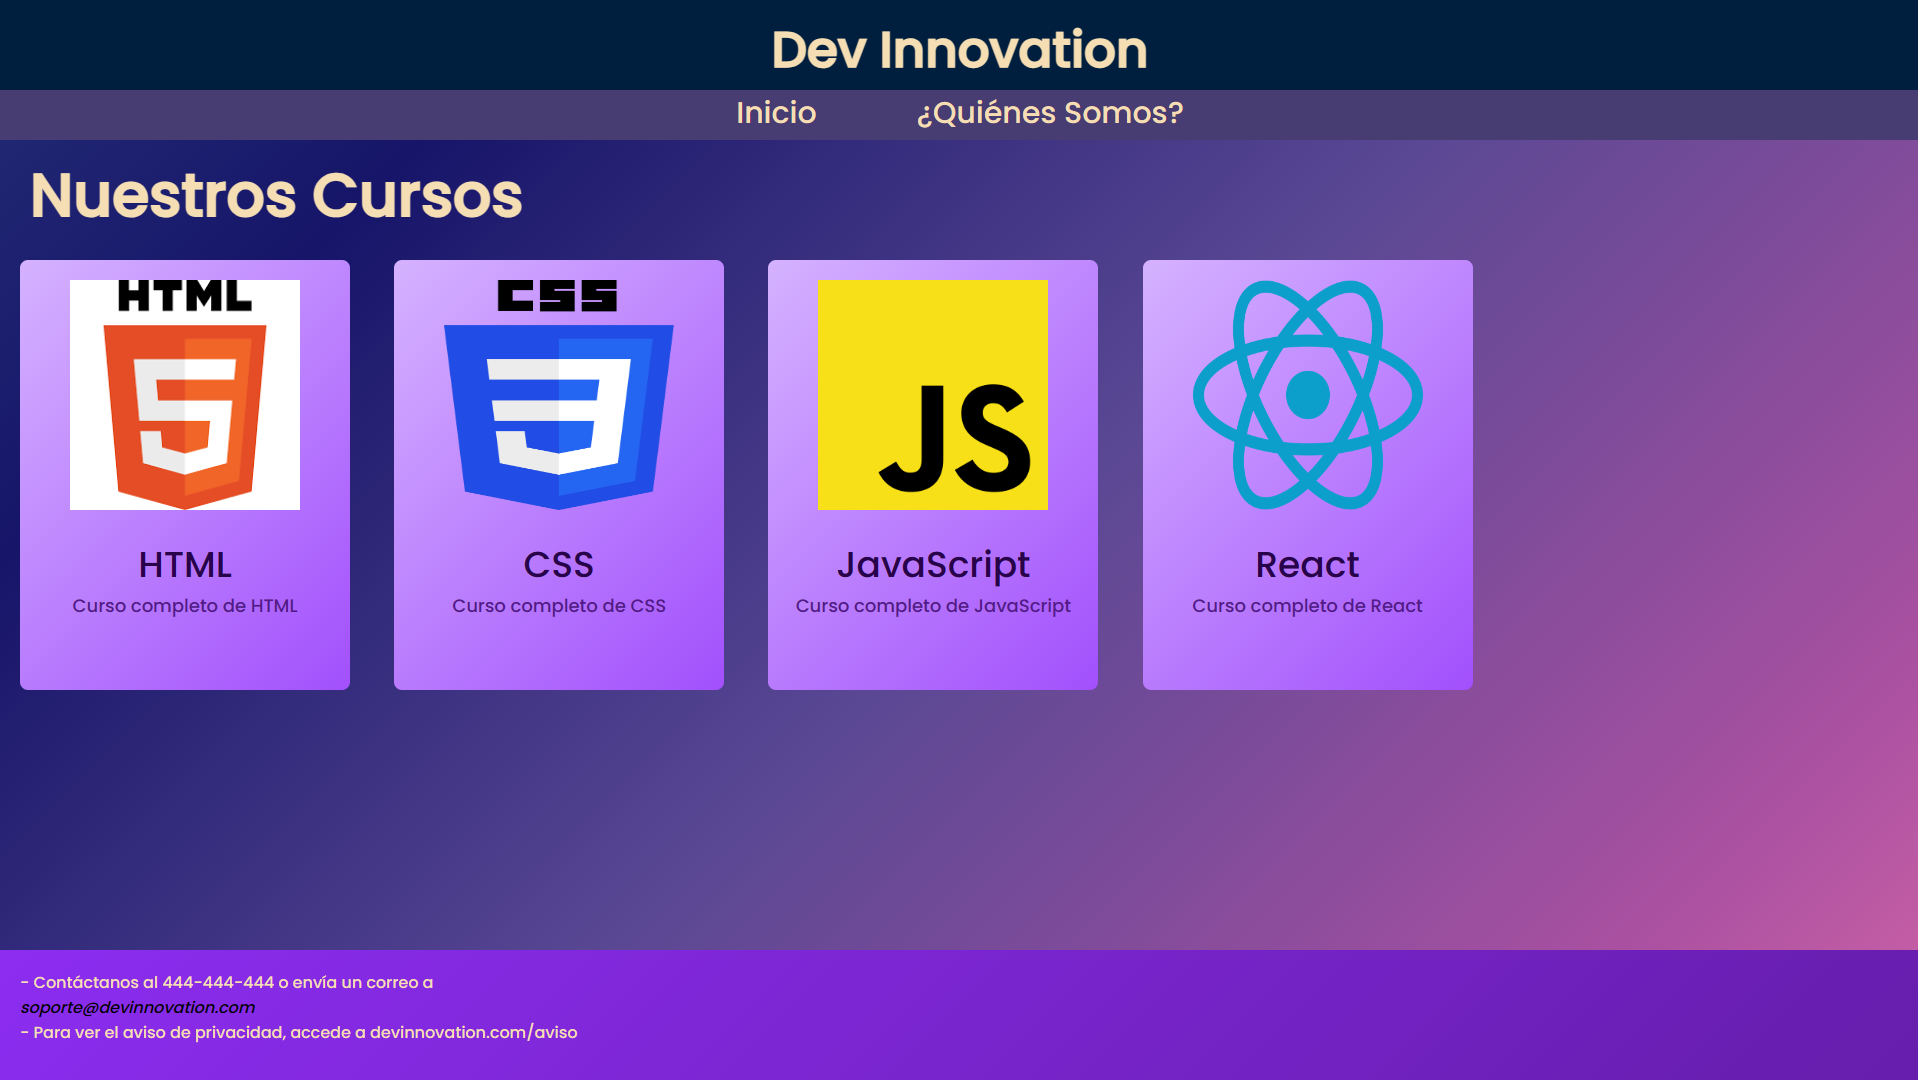 Dev Innovation
Inicio ¿Quiénes Somos?
Nuestros Cursos
HTML CSS JS
HTML CSS JavaScript React
Curso completo de HTML Curso completo de CSS Curso completo de JavaScript Curso completo de React
- Contáctanos al 444-444-444 o envía un correo a
soporte@devinnovation.com
- Para ver el aviso de privacidad, accede a devinnovation.com/aviso